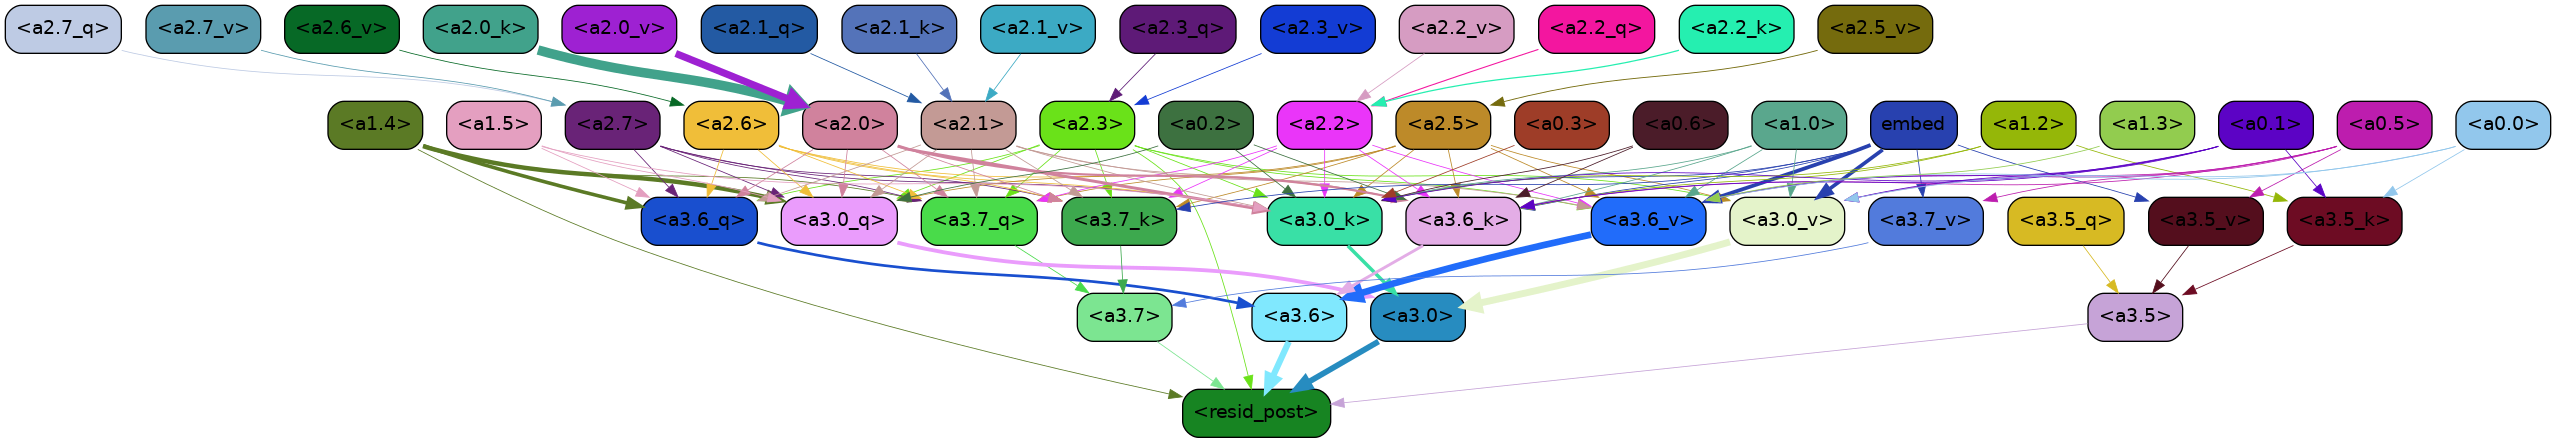 <a2.7_q> <a2.7_v> <a2.6_v> <a2.0_k> <a2.0_v> <a2.1_q> <a2.1_k> <a2.1_v> <a2.3_q> <a2.3_v> <a2.2_v> <a2.2_q> <a2.2_k> <a2.5_v>
<a1.4> <a1.5> <a2.7> <a2.6> <a2.0> <a2.1> <a2.3> <a0.2> <a2.2> <a2.5> <a0.3> <a0.6> <a1.0> embed <a1.2> <a1.3> <a0.1> <a0.5> <a0.0>
<a3.6_q> <a3.0_q> <a3.7_q> <a3.7_k> <a3.0_k> <a3.6_k> <a3.6_v> <a3.0_v> <a3.7_v> <a3.5_q> <a3.5_v> <a3.5_k>
<a3.7> <a3.6> <a3.0> <a3.5>
<resid_post>